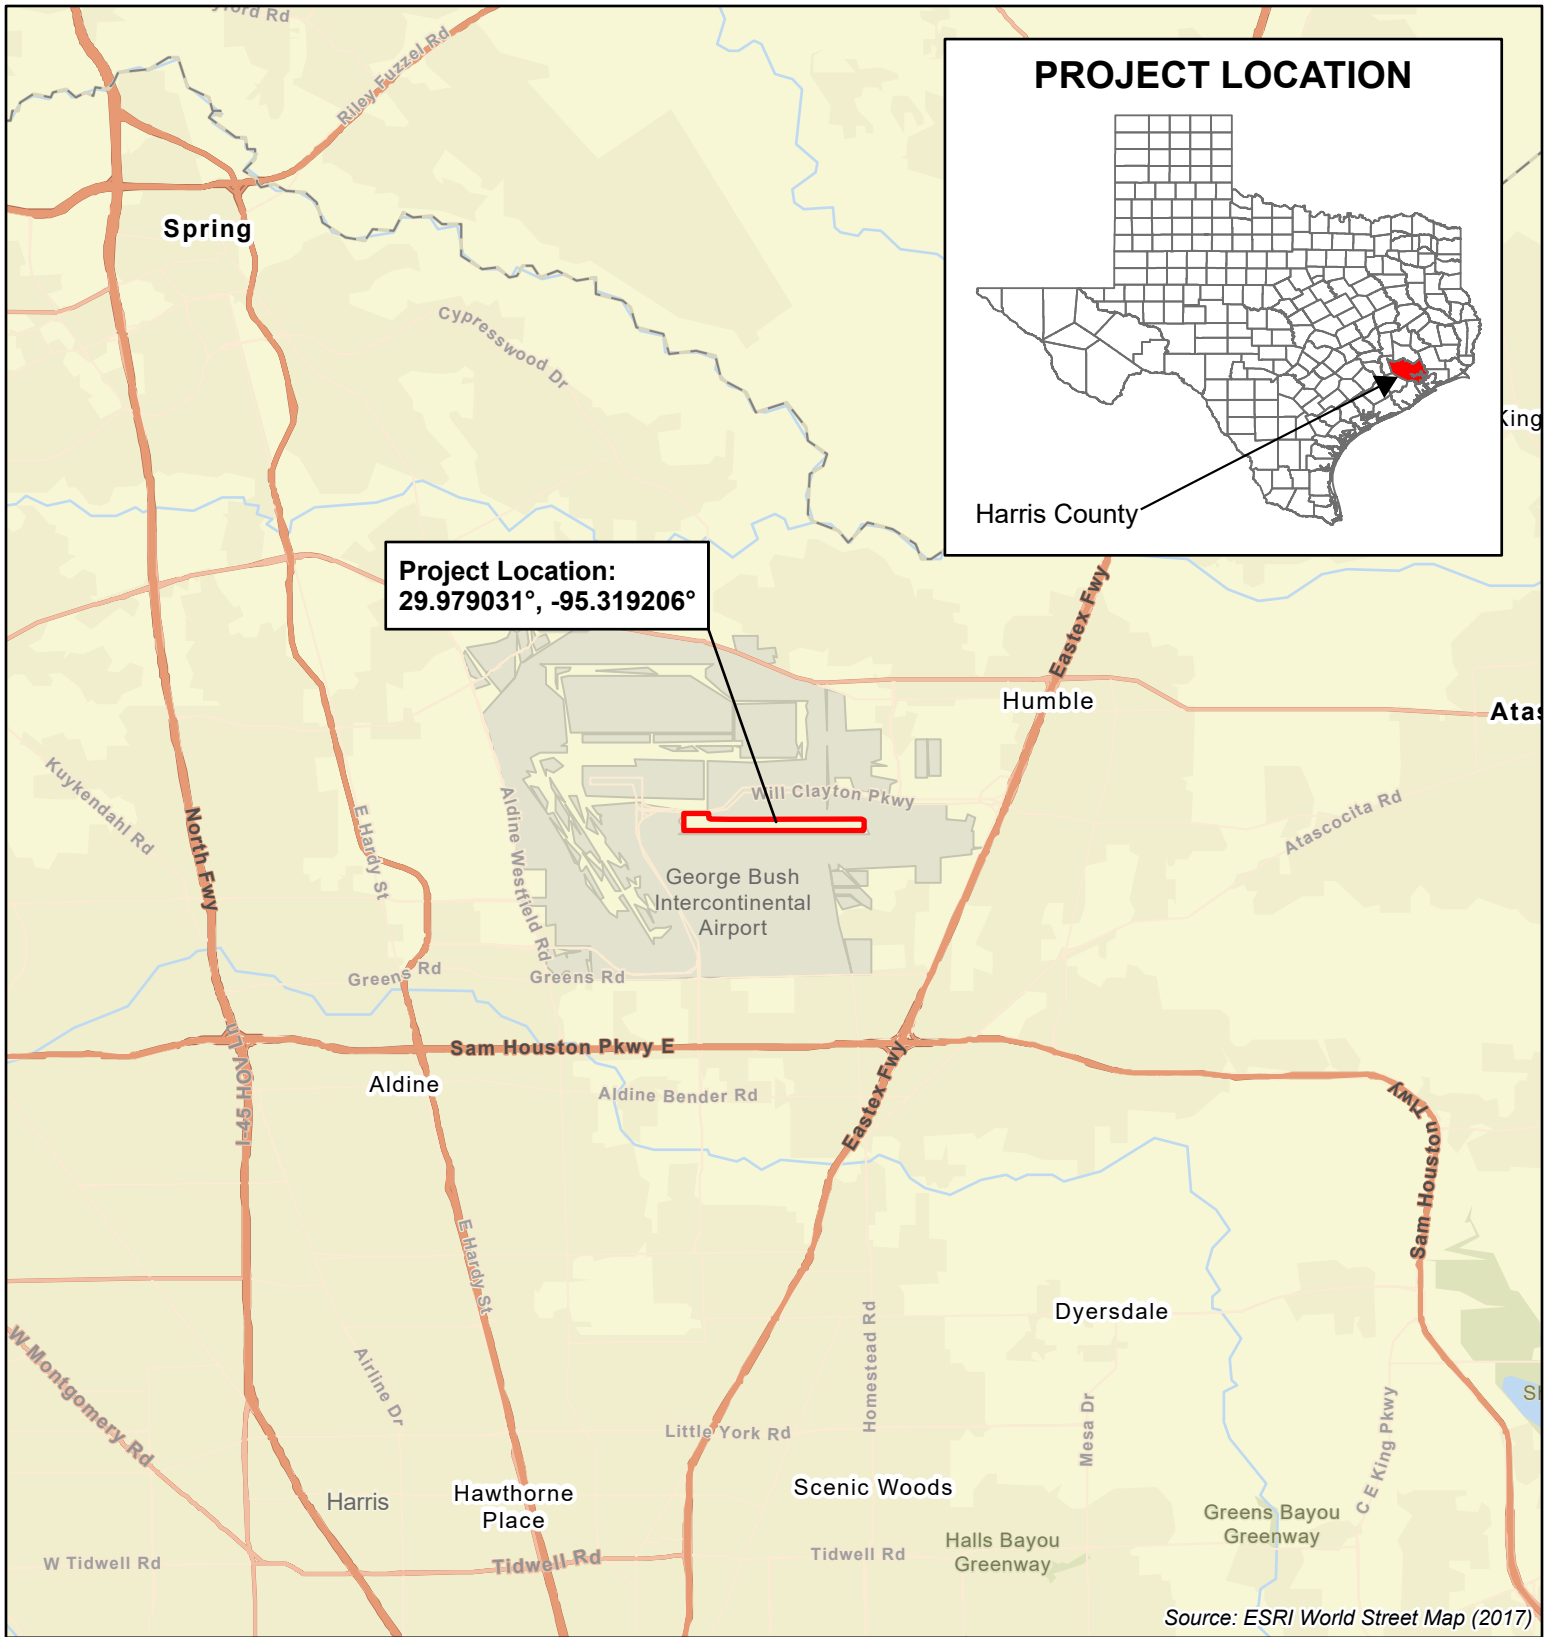 Riley Fuzzel Rd
PROJECT LOCATION
Harris County
Spring
Cypresswood Dr
Project Location:
29.979031°, -95.319206°
Eastex Fwy
Humble
Kuykendahl Rd
North Fwy
E Hardy St
Aldine Westfield Rd
Will Clayton Pkwy
Atascocita Rd
George Bush
Intercontinental
Airport
Greens Rd
Greens Rd
Sam Houston Pkwy E
I-45 HOV Ln
Aldine
Aldine Bender Rd
Eastex Fwy
Sam Houston
E Hardy St
Dyersdale
Homestead Rd
W Montgomery Rd
Airline Dr
Little York Rd
Mesa Dr
C E King Pkwy
Harris
Hawthorne
Place
Scenic Woods
Greens Bayou
Greenway
Halls Bayou
Greenway
W Tidwell Rd
Tidwell Rd
Tidwell Rd
Source: ESRI World Street Map (2017)